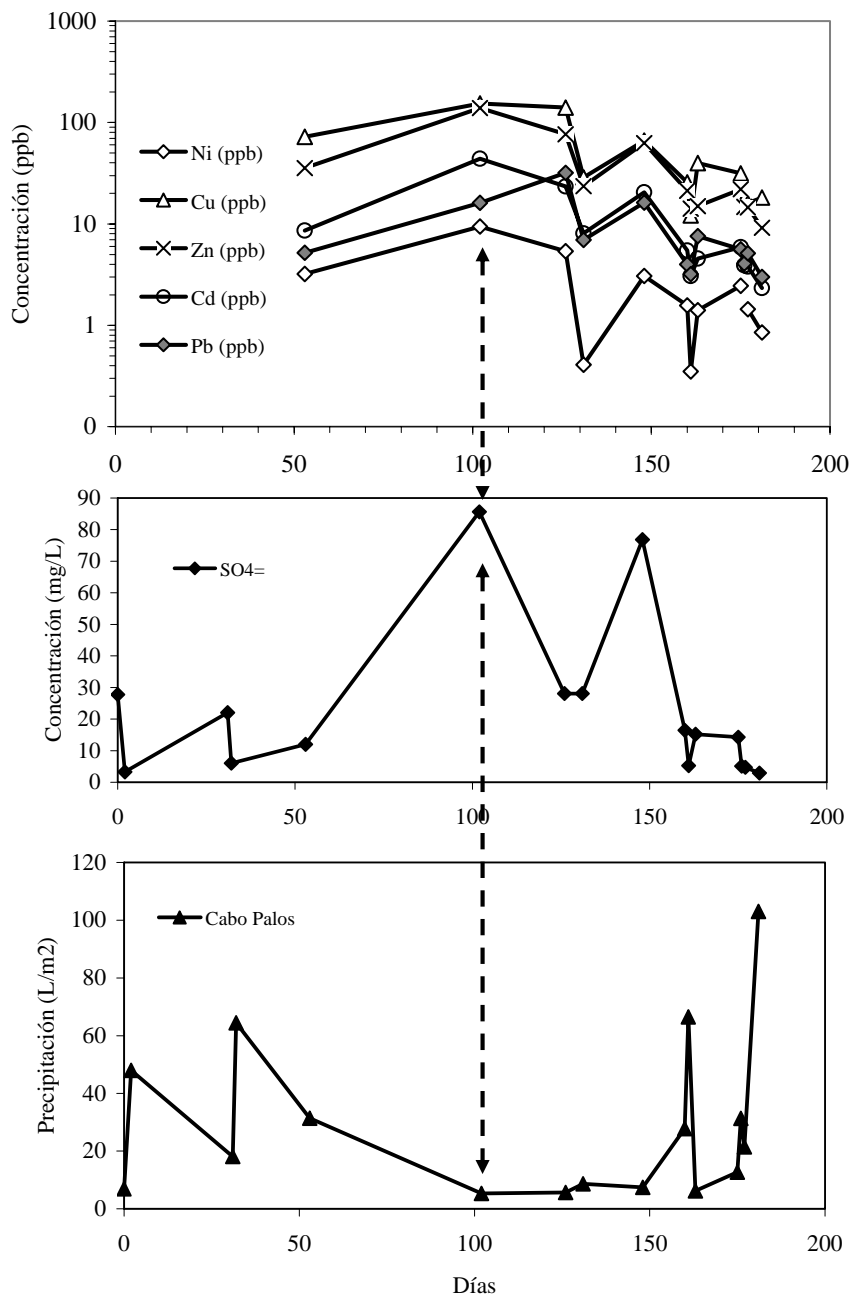 1000
100
10
1
0
Concentración (ppb)
Ni (ppb)
Cu (ppb)
Zn (ppb)
Cd (ppb)
Pb (ppb)
0 50 100 150 200
90
80
70
60
50
40
30
20
10
0
Concentración (mg/L)
SO4=
0 50 100 150 200
120
100
80
60
40
20
0
Precipitación (L/m2)
Cabo Palos
0 50 100 150 200
Días